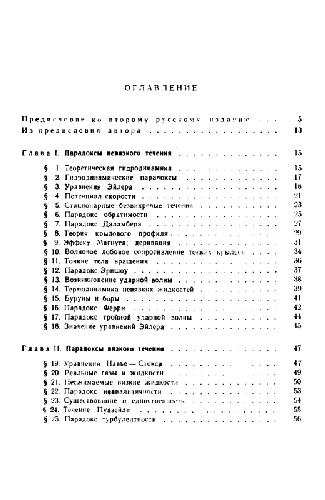 ОГЛАВЛЕНИЕ
Предисловие ко второму русскому изданию . . . 5
Из предисловия автора . . . . . . . . . . . . . 13
Глава I. Парадоксы невязкого течения . . . . . . . . . . . 15
§ 1. Теоретическая гидродинамика . . . . . . . . . . . 15
§ 2. Гидродинамические парадоксы . . . . . . . . . . . 17
§ 3. Уравнения Эйлера . . . . . . . . . . . 18
§ 4. Потенциал скорости . . . . . . . . . . . 21
§ 5. Стационарные безвихревые течения . . . . . . . . . 23
§ 6. Парадокс обратимости . . . . . . . . . . . 25
§ 7. Парадокс Даламбера . . . . . . . . . . . 27
§ 8. Теория крылового профиля . . . . . . . . . . . 29
§ 9. Эффект Магнуса; деривация . . . . . . . . . . . 31
§ 10. Волновое лобовое сопротивление тонких крыльев . . 34
§ 11. Тонкие тела вращения . . . . . . . . . . . 36
§ 12. Парадокс Эрншоу . . . . . . . . . . . 37
§ 13. Возникновение ударной волны . . . . . . . . . . . 38
§ 14. Термодинамика невязких жидкостей . . . . . . . . . 39
§ 15. Буруны и боры . . . . . . . . . . . 41
§ 16. Парадокс Ферри . . . . . . . . . . . 42
§ 17. Парадокс тройной ударной волны . . . . . . . . . 44
§ 18. Значение уравнений Эйлера . . . . . . . . . . . 45
Глава II. Парадоксы вязкого течения . . . . . . . . . . . 47
§ 19. Уравнения Навье — Стокса . . . . . . . . . . . 47
§ 20. Реальные газы и жидкости . . . . . . . . . . . 49
§ 21. Несжимаемые вязкие жидкости . . . . . . . . . . . 50
§ 22. Парадокс неаналитичности . . . . . . . . . . . 53
§ 23. Существование и единственность . . . . . . . . . 54
§ 24. Течение Пуазейля . . . . . . . . . . . 55
§ 25. Парадокс турбулентности . . . . . . . . . . . 56